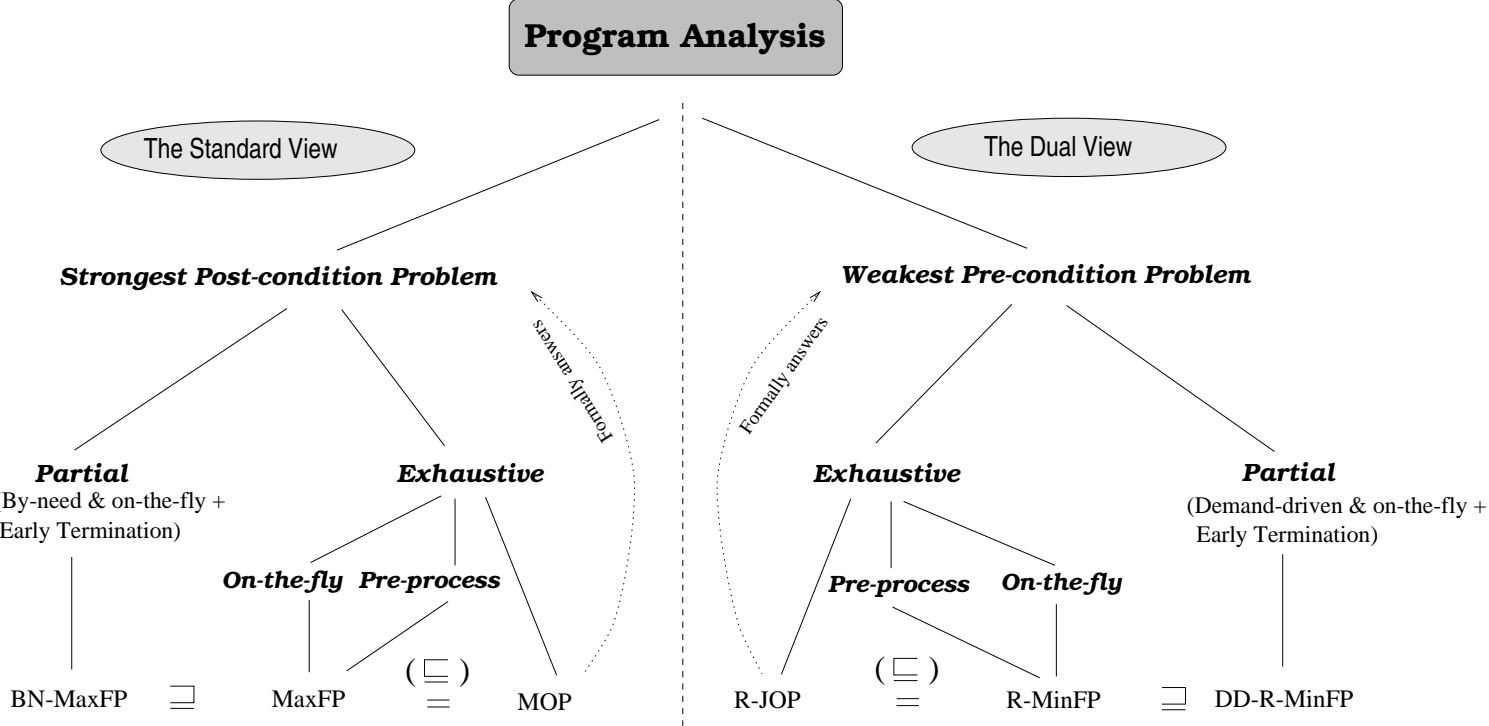 Program Analysis
The Standard View
The Dual View
Strongest Post-condition Problem
Weakest Pre-condition Problem
Formally answers
Formally answers
Partial
(By-need & on-the-fly +
Early Termination)
Exhaustive
Exhaustive
Partial
(Demand-driven & on-the-fly +
Early Termination)
On-the-fly
Pre-process
Pre-process
On-the-fly
BN-MaxFP ⊒ MaxFP (⊑) = MOP
R-JOP (⊑) = R-MinFP ⊒ DD-R-MinFP